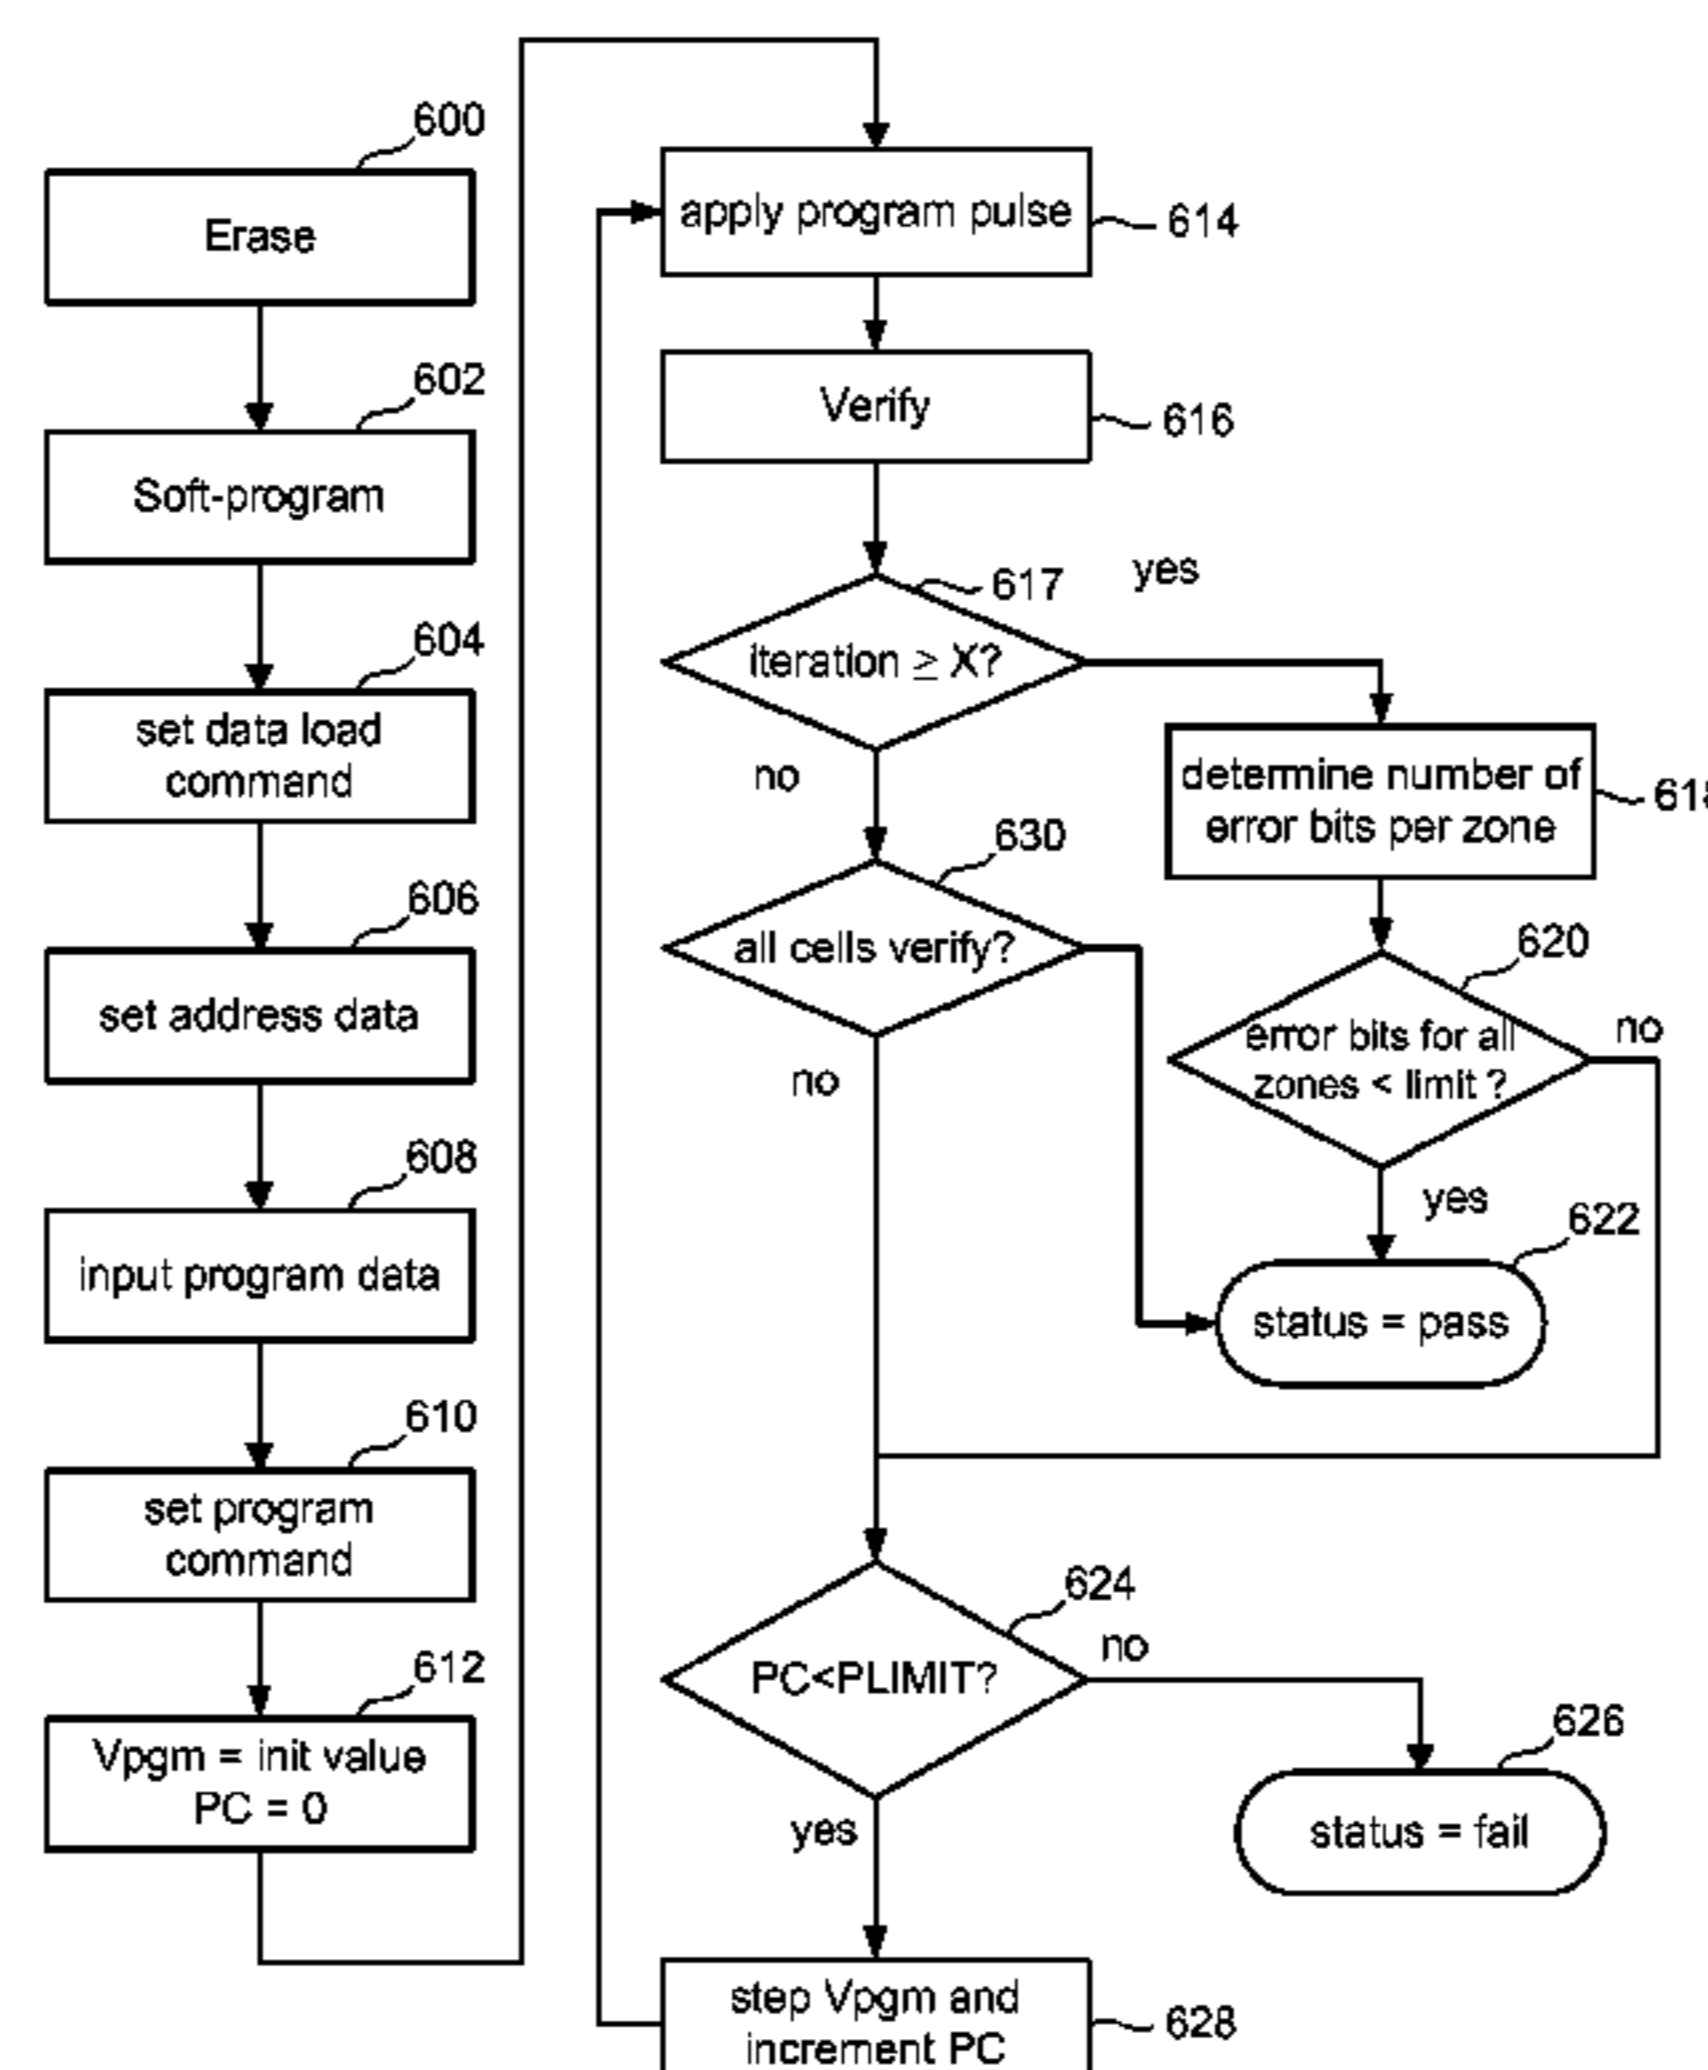 600
Erase
602
Soft-program
604
set data load
command
606
set address data
608
input program data
610
set program
command
612
Vpgm = init value
PC = 0
apply program pulse
614
Verify
616
617
yes
iteration ≥ X?
no
determine number of
error bits per zone
630
all cells verify?
no
620
error bits for all
zones < limit ?
no
yes
622
status = pass
624
PC<PLIMIT?
no
626
status = fail
yes
step Vpgm and
increment PC
628